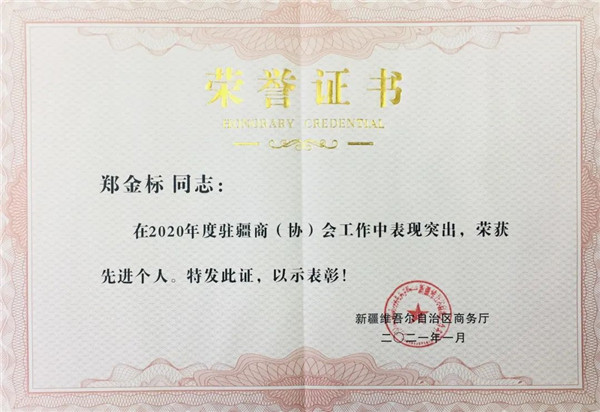 荣誉证书
HONORARY CREDENTIAL
郑金标 同志：
在2020年度驻疆商（协）会工作中表现突出，荣获
先进个人。特发此证，以示表彰！
新疆维吾尔自治区商务厅
二〇二一年一月